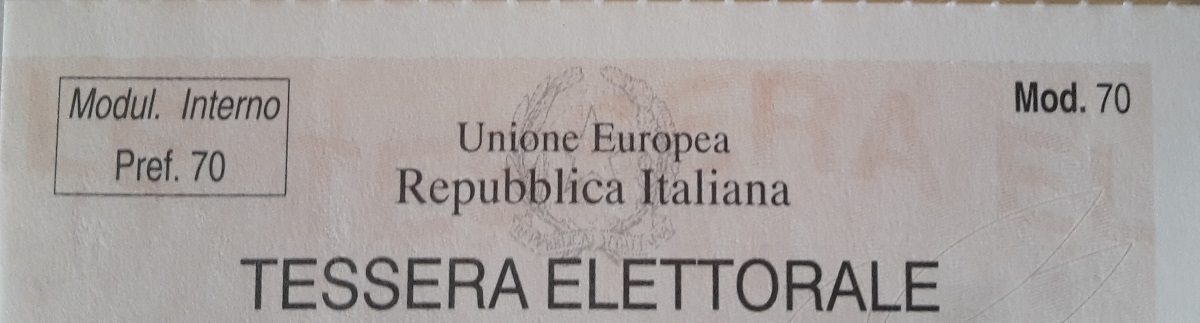 Modul. Interno
Pref. 70
Mod. 70
Unione Europea
Repubblica Italiana
TESSERA ELETTORALE